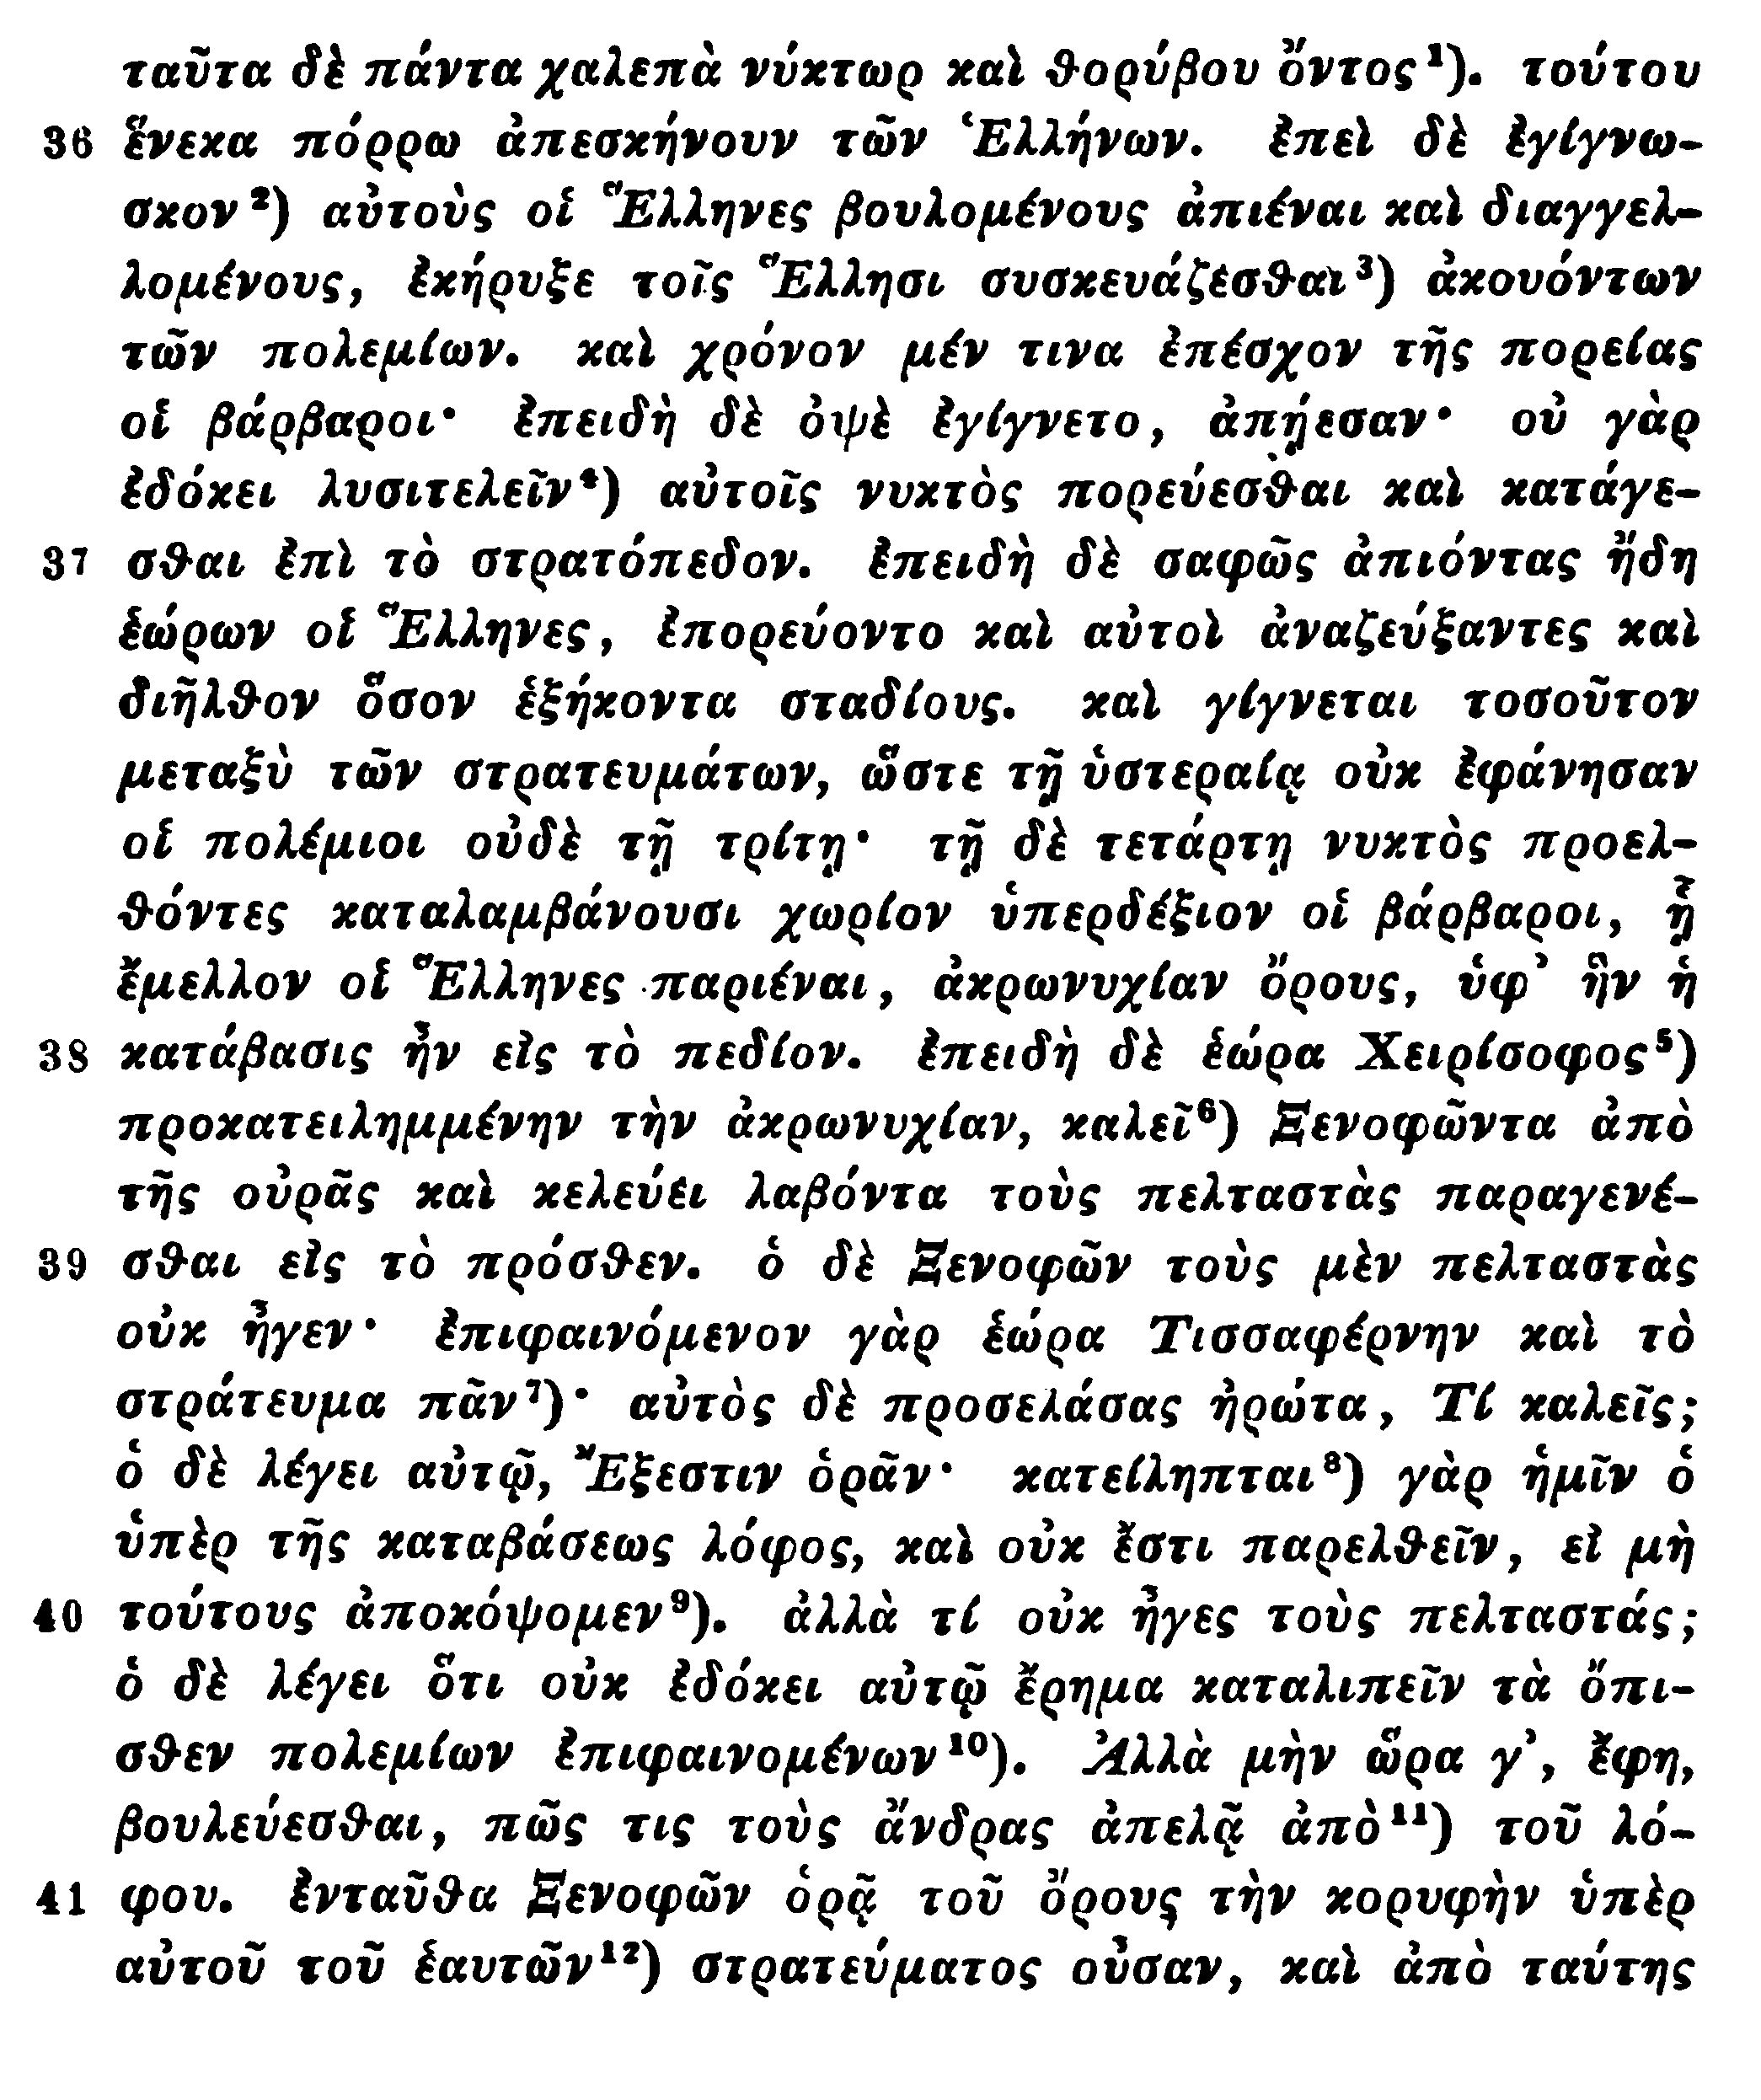 ταῦτα δὲ πάντα χαλεπὰ νύκτωρ καὶ θορύβου ὄντος¹). τούτου
36 ἕνεκα πόρρω ἀπεσκήνουν τῶν Ἑλλήνων. ἐπεὶ δὲ ἐγίγνω-
σκον²) αὐτοὺς οἱ Ἕλληνες βουλομένους ἀπιέναι καὶ διαγγελ-
λομένους, ἐκήρυξε τοῖς Ἕλλησι συσκευάζεσθαι³) ἀκουόντων
τῶν πολεμίων. καὶ χρόνον μέν τινα ἐπέσχον τῆς πορείας
οἱ βάρβαροι· ἐπειδὴ δὲ ὀψὲ ἐγίγνετο, ἀπῄεσαν· οὐ γὰρ
ἐδόκει λυσιτελεῖν⁴) αὐτοῖς νυκτὸς πορεύεσθαι καὶ κατάγε-
37 σθαι ἐπὶ τὸ στρατόπεδον. ἐπειδὴ δὲ σαφῶς ἀπιόντας ἤδη
ἑώρων οἱ Ἕλληνες, ἐπορεύοντο καὶ αὐτοὶ ἀναζεύξαντες καὶ
διῆλθον ὅσον ἑξήκοντα σταδίους. καὶ γίγνεται τοσοῦτον
μεταξὺ τῶν στρατευμάτων, ὥστε τῇ ὑστεραίᾳ οὐκ ἐφάνησαν
οἱ πολέμιοι οὐδὲ τῇ τρίτῃ· τῇ δὲ τετάρτῃ νυκτὸς προελ-
θόντες καταλαμβάνουσι χωρίον ὑπερδέξιον οἱ βάρβαροι, ᾗ
ἔμελλον οἱ Ἕλληνες παριέναι, ἀκρωνυχίαν ὄρους, ὑφ’ ἣν ἡ
38 κατάβασις ἦν εἰς τὸ πεδίον. ἐπειδὴ δὲ ἑώρα Χειρίσοφος⁵)
προκατειλημμένην τὴν ἀκρωνυχίαν, καλεῖ⁶) Ξενοφῶντα ἀπὸ
τῆς οὐρᾶς καὶ κελεύει λαβόντα τοὺς πελταστὰς παραγενέ-
39 σθαι εἰς τὸ πρόσθεν. ὁ δὲ Ξενοφῶν τοὺς μὲν πελταστὰς
οὐκ ἦγεν· ἐπιφαινόμενον γὰρ ἑώρα Τισσαφέρνην καὶ τὸ
στράτευμα πᾶν⁷)· αὐτὸς δὲ προσελάσας ἠρώτα, Τί καλεῖς;
ὁ δὲ λέγει αὐτῷ, Ἔξεστιν ὁρᾶν· κατείληπται⁸) γὰρ ἡμῖν ὁ
ὑπὲρ τῆς καταβάσεως λόφος, καὶ οὐκ ἔστι παρελθεῖν, εἰ μὴ
40 τούτους ἀποκόψομεν⁹). ἀλλὰ τί οὐκ ἦγες τοὺς πελταστάς;
ὁ δὲ λέγει ὅτι οὐκ ἐδόκει αὐτῷ ἔρημα καταλιπεῖν τὰ ὄπι-
σθεν πολεμίων ἐπιφαινομένων¹⁰). Ἀλλὰ μὴν ὥρα γ’, ἔφη,
βουλεύεσθαι, πῶς τις τοὺς ἄνδρας ἀπελᾷ ἀπὸ¹¹) τοῦ λό-
41 φου. ἐνταῦθα Ξενοφῶν ὁρᾷ τοῦ ὄρους τὴν κορυφὴν ὑπὲρ
αὐτοῦ τοῦ ἑαυτῶν¹²) στρατεύματος οὖσαν, καὶ ἀπὸ ταύτης